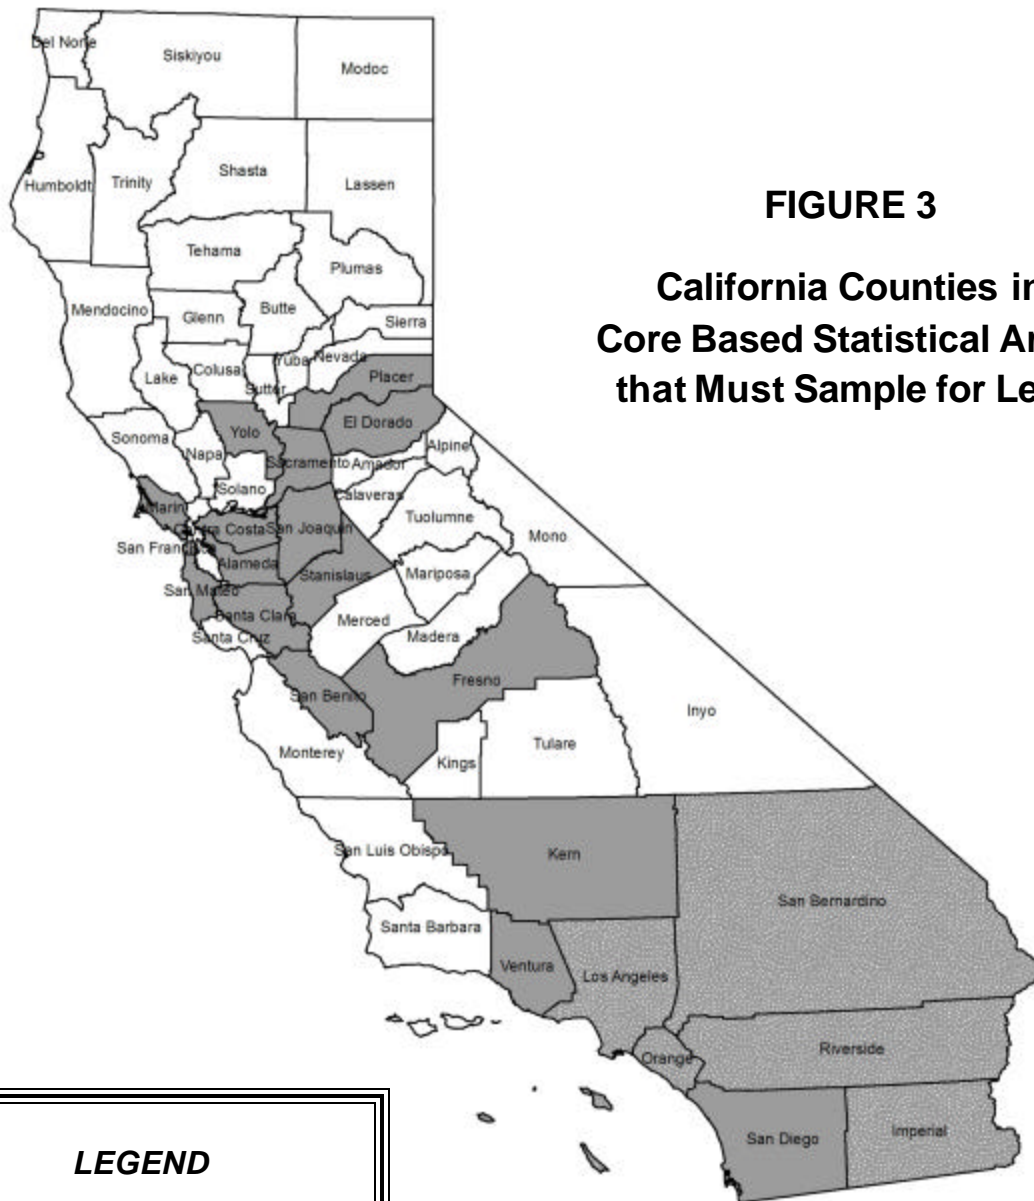 FIGURE 3
California Counties in
Core Based Statistical Ar
that Must Sample for Le
Del Norte
Siskiyou
Modoc
Humboldt
Trinity
Shasta
Lassen
Tehama
Plumas
Mendocino
Glenn
Butte
Sierra
Lake
Colusa
Sutter
Yuba
Nevada
Placer
Sonoma
Napa
Yolo
El Dorado
Sacramento
Amador
Alpine
Solano
Calaveras
Marin
Contra Costa
San Joaquin
Tuolumne
Mono
San Francisco
Alameda
Stanislaus
Mariposa
San Mateo
Santa Clara
Merced
Santa Cruz
Madera
San Benito
Fresno
Inyo
Monterey
Kings
Tulare
San Luis Obispo
Kern
San Bernardino
Santa Barbara
Ventura
Los Angeles
Orange
Riverside
San Diego
Imperial
LEGEND